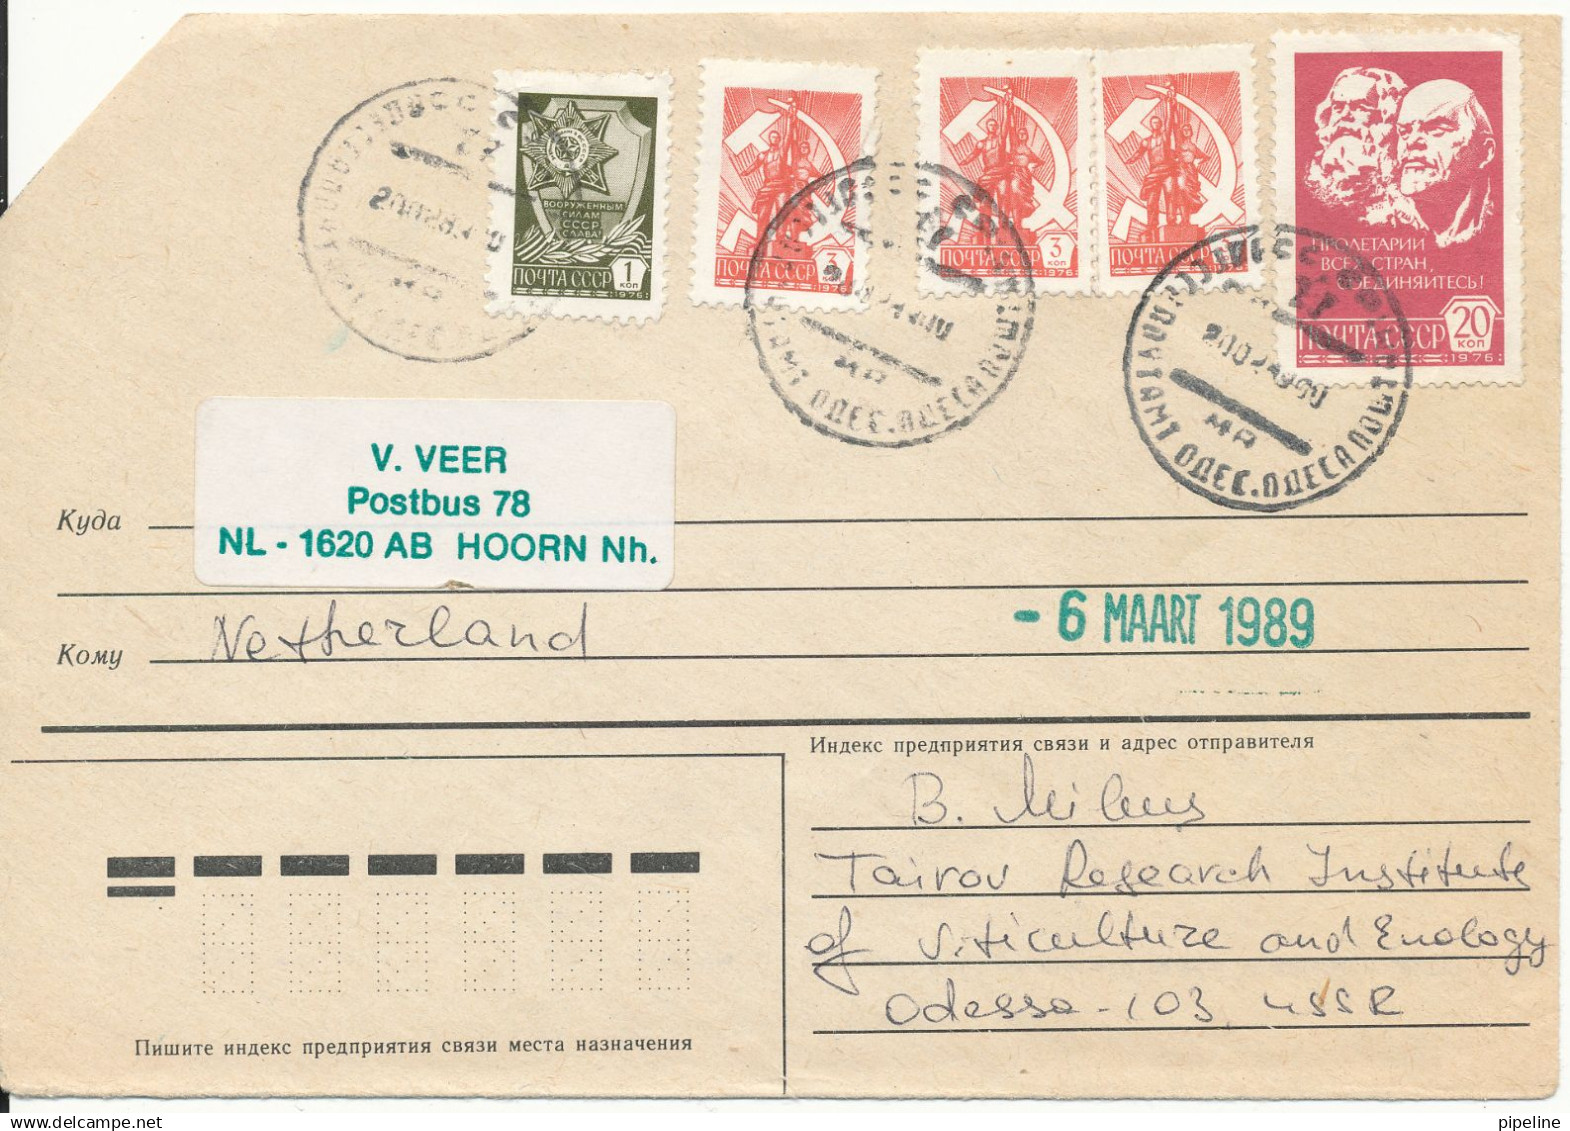 ВООРУЖЕННЫМ
СИЛАМ
СССР
СЛАВА!
ПОЧТА СССР 1 КОП
1976
ПОЧТА СССР 3 КОП
1976
ПОЧТА СССР 3 КОП
1976
ПОЧТА СССР
ПРОЛЕТАРИИ
ВСЕХ СТРАН,
СОЕДИНЯЙТЕСЬ!
ПОЧТА СССР 20 КОП
1976
V. VEER
Postbus 78
NL - 1620 AB HOORN Nh.
Куда
Netherland
Кому
- 6 MAART 1989
Индекс предприятия связи и адрес отправителя
Tairov Research Institute
of Viticulture and Enology
Odessa - 103 USSR
Пишите индекс предприятия связи места назначения
pipeline